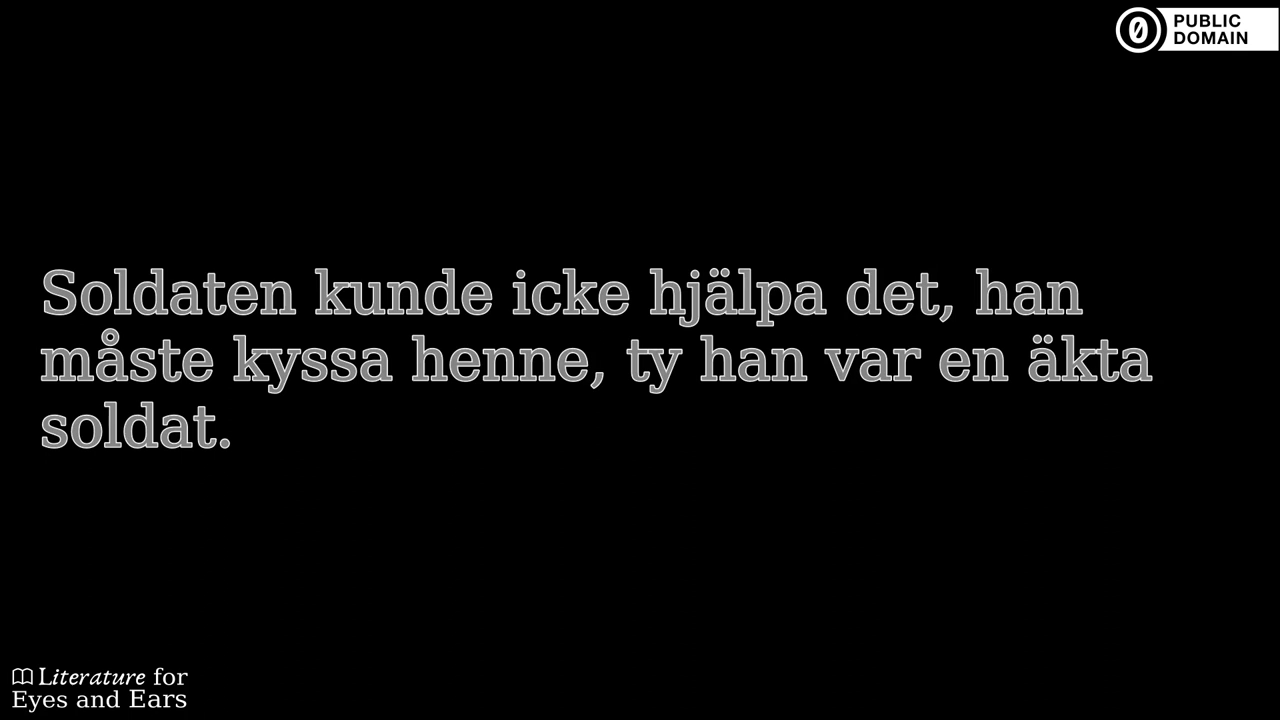 PUBLIC
DOMAIN
Soldaten kunde icke hjälpa det, han
måste kyssa henne, ty han var en äkta
soldat.
Literature for
Eyes and Ears